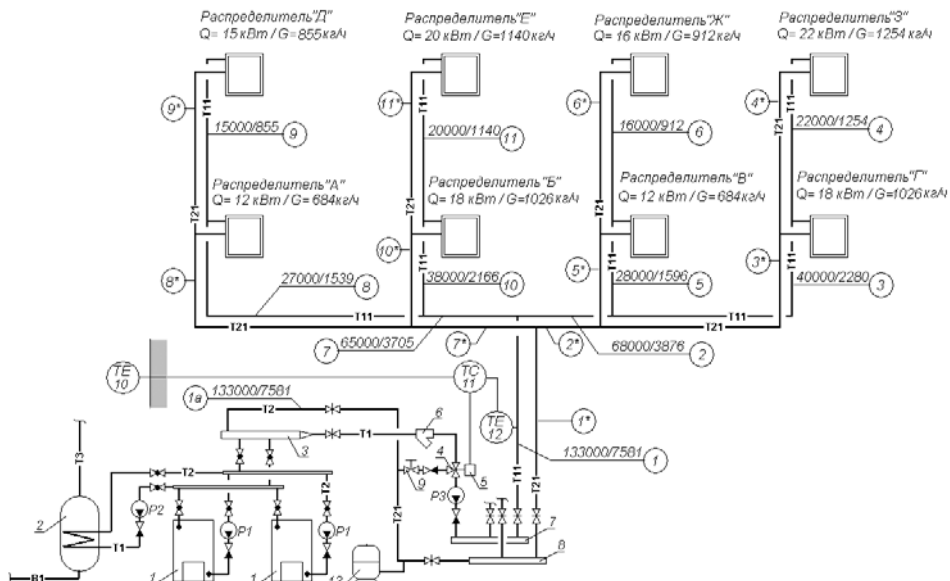 Распределитель"Д"
Q= 15 кВт / G=855кг/ч
Распределитель"Е"
Q= 20 кВт / G=1140кг/ч
Распределитель"Ж"
Q= 16 кВт / G=912кг/ч
Распределитель"З"
Q= 22 кВт / G=1254кг/ч
9*
T11
11*
T11
6*
T11
4*
T21
T11
15000/855
9
20000/1140
11
16000/912
6
22000/1254
4
Распределитель"А"
Q= 12 кВт / G= 684кг/ч
Распределитель"Б"
Q= 18 кВт / G=1026кг/ч
Распределитель"В"
Q= 12 кВт / G= 684кг/ч
Распределитель"Г"
Q= 18 кВт / G=1026кг/ч
T21
T21
T21
8*
10*
T11
5*
T11
3*
T11
27000/1539
8
38000/2166
10
28000/1596
5
40000/2280
3
T11
T11
T21
T21
7
65000/3705
7*
2*
68000/3876
2
TE
10
TC
11
1a
133000/7581
T2
TE
12
1*
133000/7581
1
T3
3
T1
6
4
5
9
T11
T21
T2
T2
P3
T21
2
P2
T1
P1
P1
7
8
1
1
12
B1